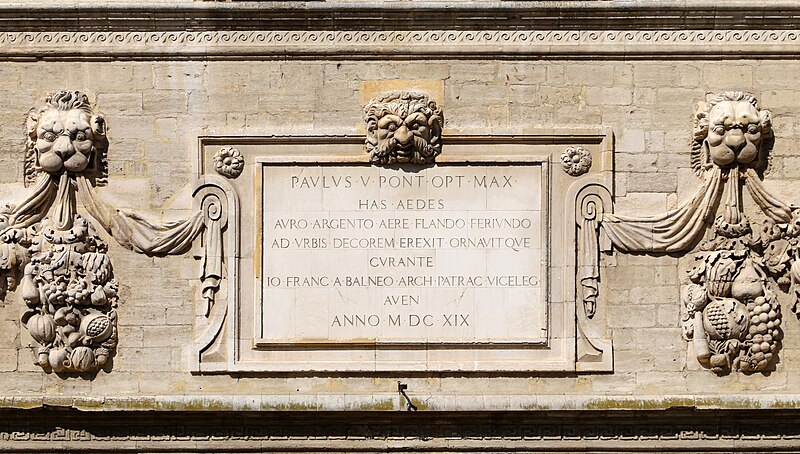 PAVLVS·V·PONT·OPT·MAX·
HAS AEDES
AVRO·ARGENTO·AERE·FLANDO·FERIVNDO
AD·VRBIS·DECOREM·EREXIT·ORNAVITQVE
CVRANTE
IO·FRANC·A·BALNEO·ARCH·PATRAC·VICELEG·
AVEN
ANNO M·DC·XIX·